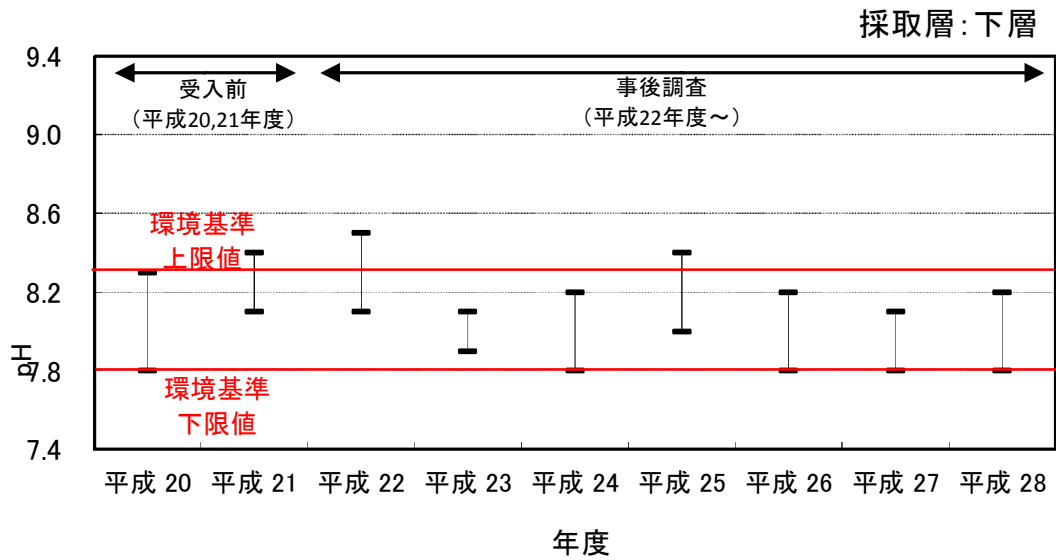 採取層：下層
9.4
9.0
8.6
8.2
7.8
7.4
pH
受入前
（平成20,21年度）
事後調査
（平成22年度～）
環境基準
上限値
環境基準
下限値
平成 20 平成 21 平成 22 平成 23 平成 24 平成 25 平成 26 平成 27 平成 28
年度